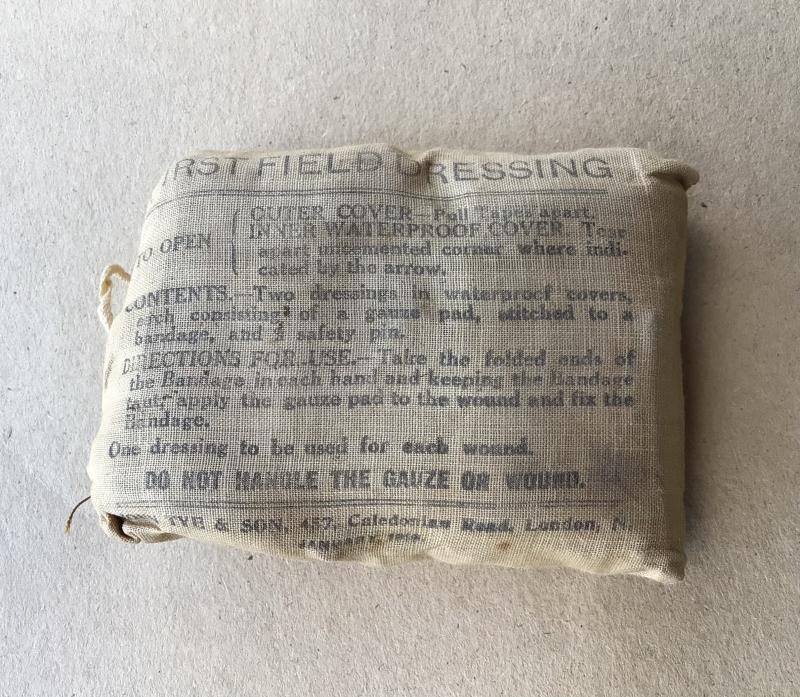 RST FIELD DRESSING
TO OPEN
OUTER COVER—Pull Tapes apart.
INNER WATERPROOF COVER Tear
apart uncemented corner where indi-
cated by the arrow.
CONTENTS.—Two dressings in waterproof covers,
each consisting of a gauze pad, stitched to a
bandage, and a safety pin.
DIRECTIONS FOR USE.—Take the folded ends of
the Bandage in each hand and keeping the Bandage
taut apply the gauze pad to the wound and fix the
Bandage.
One dressing to be used for each wound.
DO NOT HANDLE THE GAUZE OR WOUND.
& SON, 457, Caledonian Road, London, N.
JANUARY,